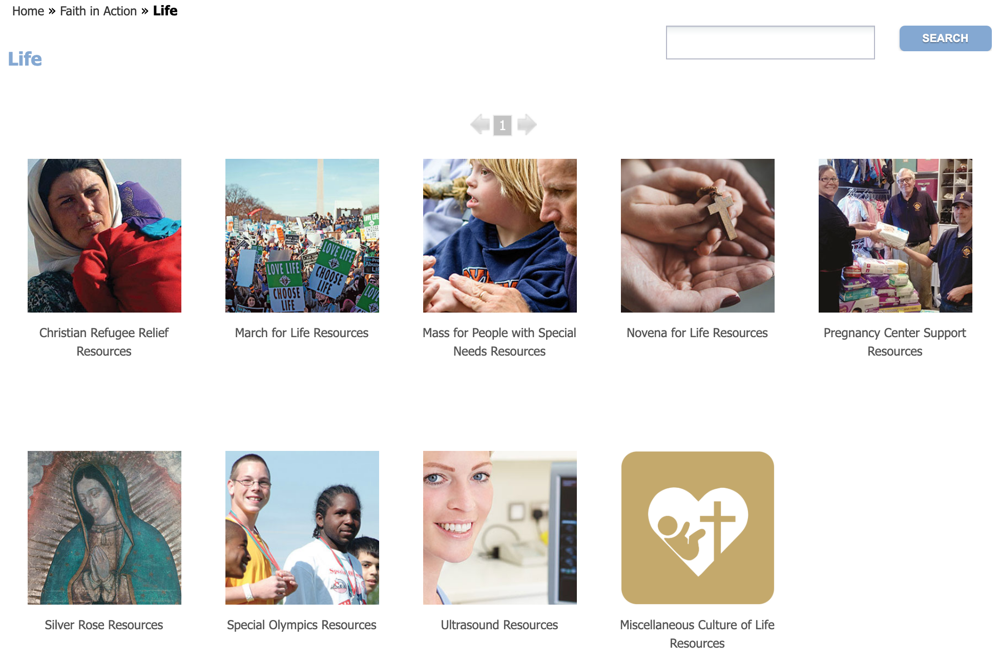 Home » Faith in Action » Life
SEARCH
Life
1
LOVE LIFE
CHOOSE
LIFE
LOVE LIFE
CHOOSE
LIFE
Christian Refugee Relief
Resources
March for Life Resources
Mass for People with Special
Needs Resources
Novena for Life Resources
Pregnancy Center Support
Resources
Silver Rose Resources
Special Olympics Resources
Ultrasound Resources
Miscellaneous Culture of Life
Resources